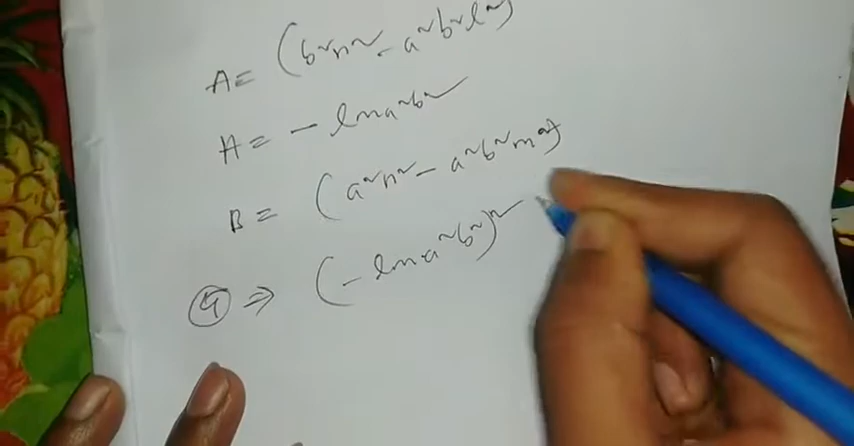 A = (b²n² - a²b²l²)
H = - lma²b²
B = (a²n² - a²b²m²)
④ ⇒ (- lma²b²)²